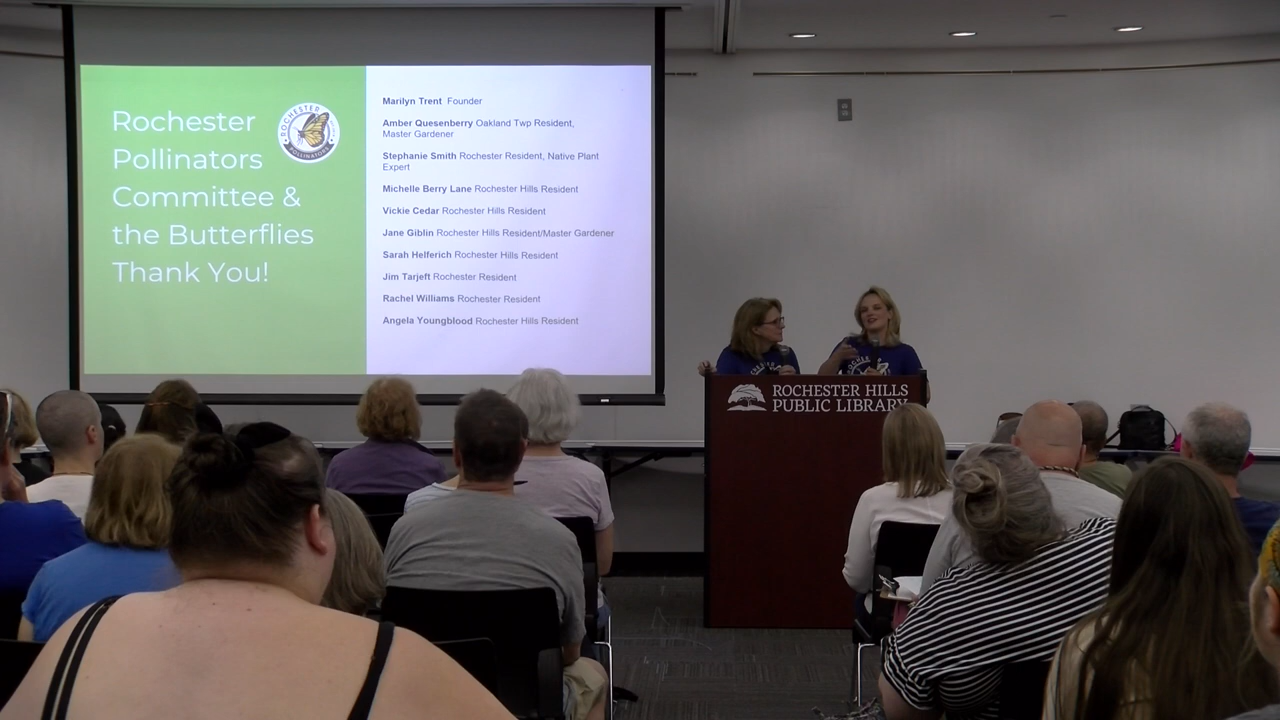 Rochester
Pollinators
Committee &
the Butterflies
Thank You!
ROCHESTER
POLLINATORS
Marilyn Trent Founder
Amber Quesenberry Oakland Twp Resident,
Master Gardener
Stephanie Smith Rochester Resident, Native Plant
Expert
Michelle Berry Lane Rochester Hills Resident
Vickie Cedar Rochester Hills Resident
Jane Giblin Rochester Hills Resident/Master Gardener
Sarah Helferich Rochester Hills Resident
Jim Tarjeft Rochester Resident
Rachel Williams Rochester Resident
Angela Youngblood Rochester Hills Resident
ROCHESTER HILLS
PUBLIC LIBRARY